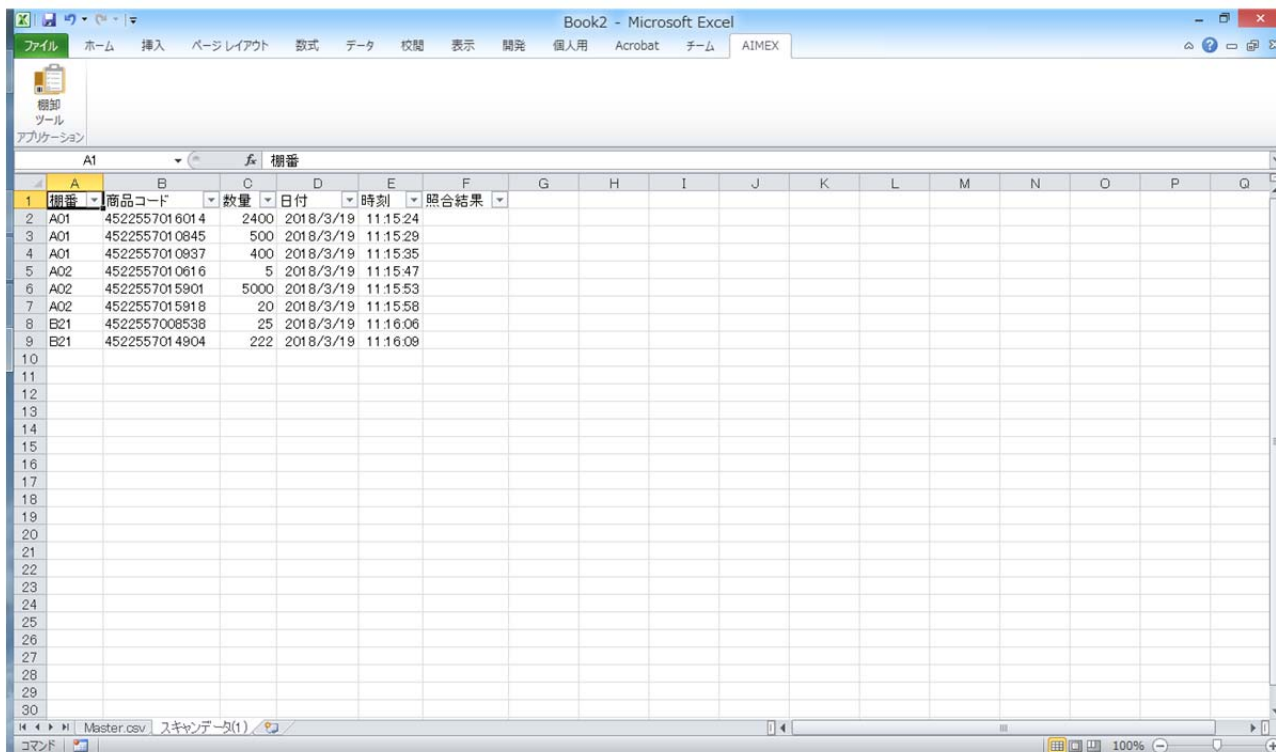 Book2 - Microsoft Excel
ファイル ホーム 挿入 ページ レイアウト 数式 データ 校閲 表示 開発 個人用 Acrobat チーム AIMEX
棚卸
ツール
アプリケーション
A1 fx 棚番
A B C D E F G H I J K L M N O P Q
1 棚番 商品コード 数量 日付 時刻 照合結果
2 A01 4522557016014 2400 2018/3/19 11:15:24
3 A01 4522557010845 500 2018/3/19 11:15:29
4 A01 4522557010937 400 2018/3/19 11:15:35
5 A02 4522557010616 5 2018/3/19 11:15:47
6 A02 4522557015901 5000 2018/3/19 11:15:53
7 A02 4522557015918 20 2018/3/19 11:15:58
8 B21 4522557008538 25 2018/3/19 11:16:06
9 B21 4522557014904 222 2018/3/19 11:16:09
10
11
12
13
14
15
16
17
18
19
20
21
22
23
24
25
26
27
28
29
30
Master.csv スキャンデータ(1)
コマンド 100%